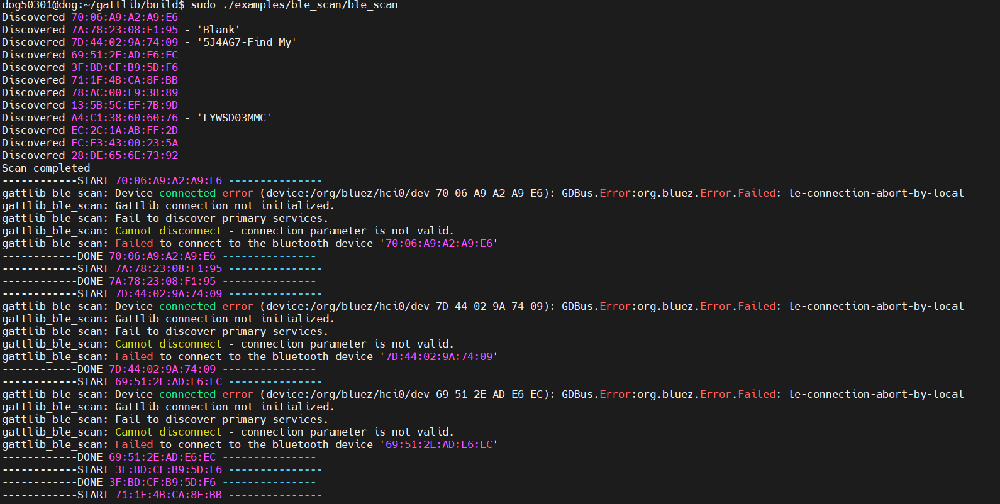 dog50301@dog:~/gattlib/build$ sudo ./examples/ble_scan/ble_scan
Discovered 70:06:A9:A2:A9:E6
Discovered 7A:78:23:08:F1:95 - 'Blank'
Discovered 7D:44:02:9A:74:09 - '5J4AG7-Find My'
Discovered 69:51:2E:AD:E6:EC
Discovered 3F:BD:CF:B9:5D:F6
Discovered 71:1F:4B:CA:8F:BB
Discovered 78:AC:00:F9:38:89
Discovered 13:5B:5C:EF:7B:9D
Discovered A4:C1:38:60:60:76 - 'LYWSD03MMC'
Discovered EC:2C:1A:AB:FF:2D
Discovered FC:F3:43:00:23:5A
Discovered 28:DE:65:6E:73:92
Scan completed
------------START 70:06:A9:A2:A9:E6 ---------------
gattlib_ble_scan: Device connected error (device:/org/bluez/hci0/dev_70_06_A9_A2_A9_E6): GDBus.Error:org.bluez.Error.Failed: le-connection-abort-by-local
gattlib_ble_scan: Gattlib connection not initialized.
gattlib_ble_scan: Fail to discover primary services.
gattlib_ble_scan: Cannot disconnect - connection parameter is not valid.
gattlib_ble_scan: Failed to connect to the bluetooth device '70:06:A9:A2:A9:E6'
------------DONE 70:06:A9:A2:A9:E6 ---------------
------------START 7A:78:23:08:F1:95 ---------------
------------DONE 7A:78:23:08:F1:95 ---------------
------------START 7D:44:02:9A:74:09 ---------------
gattlib_ble_scan: Device connected error (device:/org/bluez/hci0/dev_7D_44_02_9A_74_09): GDBus.Error:org.bluez.Error.Failed: le-connection-abort-by-local
gattlib_ble_scan: Gattlib connection not initialized.
gattlib_ble_scan: Fail to discover primary services.
gattlib_ble_scan: Cannot disconnect - connection parameter is not valid.
gattlib_ble_scan: Failed to connect to the bluetooth device '7D:44:02:9A:74:09'
------------DONE 7D:44:02:9A:74:09 ---------------
------------START 69:51:2E:AD:E6:EC ---------------
gattlib_ble_scan: Device connected error (device:/org/bluez/hci0/dev_69_51_2E_AD_E6_EC): GDBus.Error:org.bluez.Error.Failed: le-connection-abort-by-local
gattlib_ble_scan: Gattlib connection not initialized.
gattlib_ble_scan: Fail to discover primary services.
gattlib_ble_scan: Cannot disconnect - connection parameter is not valid.
gattlib_ble_scan: Failed to connect to the bluetooth device '69:51:2E:AD:E6:EC'
------------DONE 69:51:2E:AD:E6:EC ---------------
------------START 3F:BD:CF:B9:5D:F6 ---------------
------------DONE 3F:BD:CF:B9:5D:F6 ---------------
------------START 71:1F:4B:CA:8F:BB ---------------